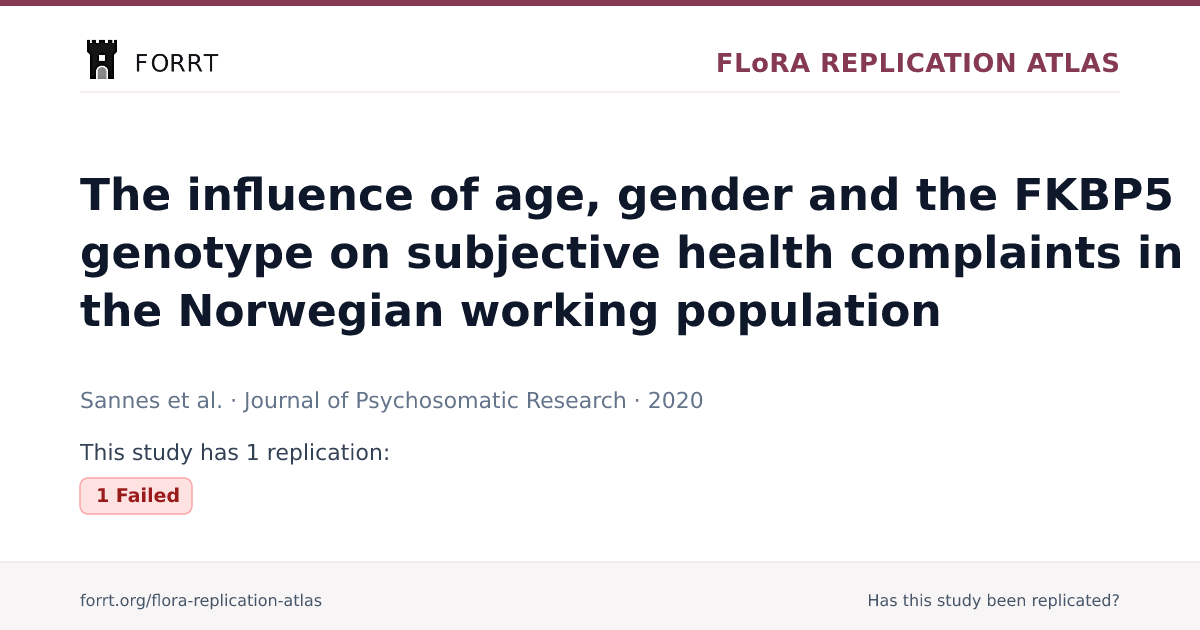 FORRT
FLoRA REPLICATION ATLAS
The influence of age, gender and the FKBP5
genotype on subjective health complaints in
the Norwegian working population
Sannes et al. · Journal of Psychosomatic Research · 2020
This study has 1 replication:
1 Failed
forrt.org/flora-replication-atlas
Has this study been replicated?